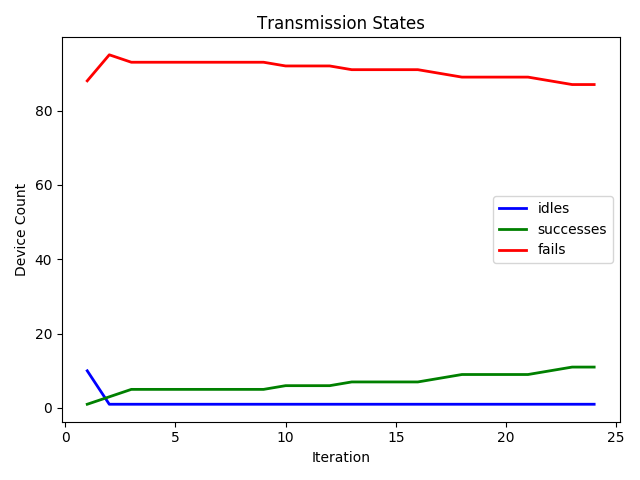 Transmission States
Device Count
80
60
40
20
0
idles
successes
fails
0 5 10 15 20 25
Iteration